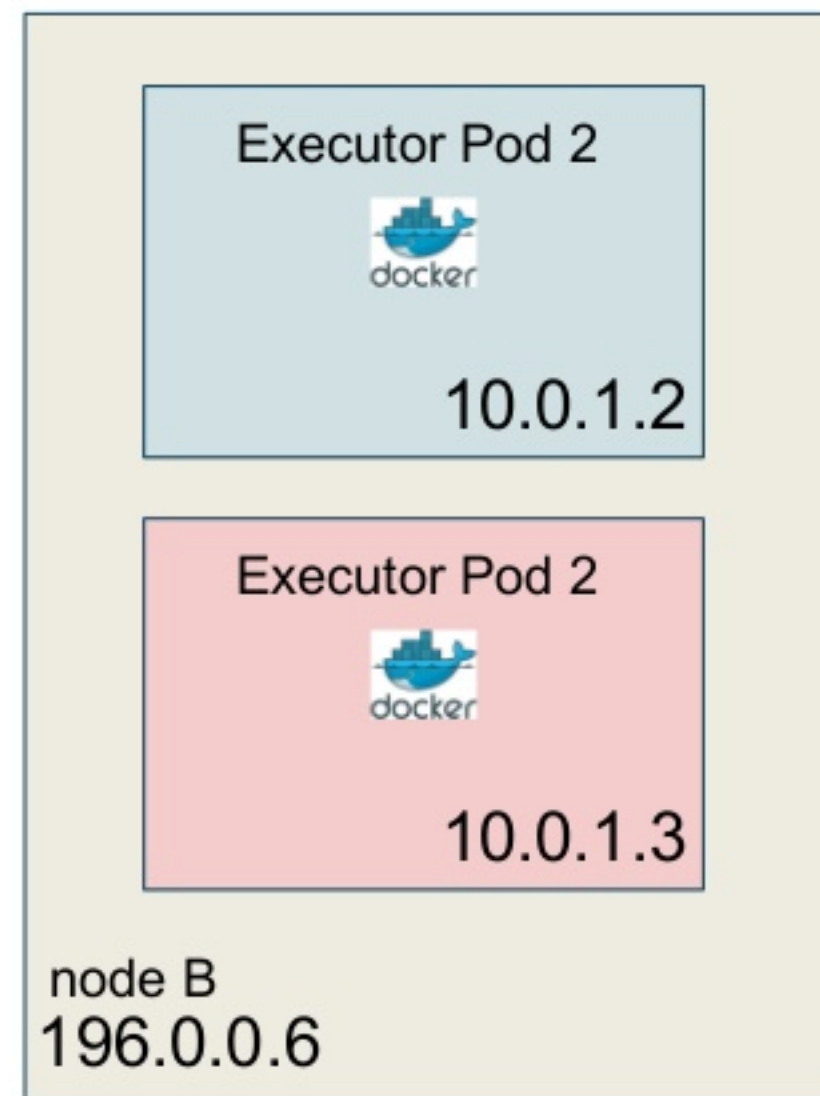 Executor Pod 2
docker
10.0.1.2
Executor Pod 2
docker
10.0.1.3
node B
196.0.0.6